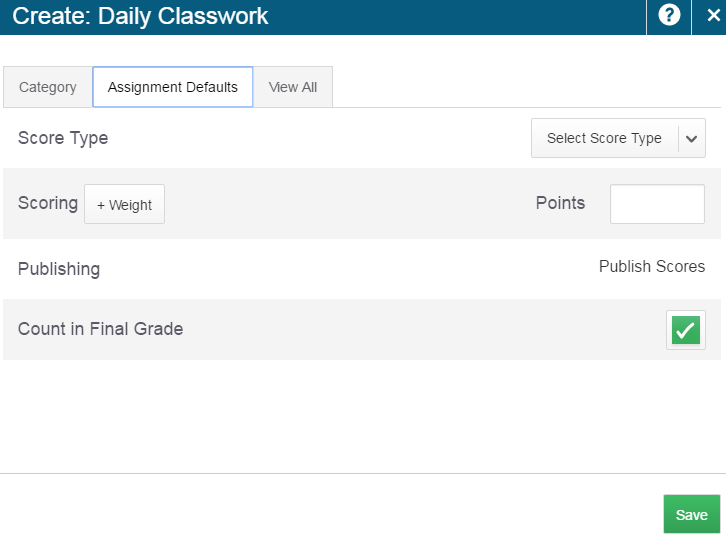 Create: Daily Classwork ? ×
Category Assignment Defaults View All
Score Type Select Score Type
Scoring + Weight Points
Publishing Publish Scores
Count in Final Grade
Save